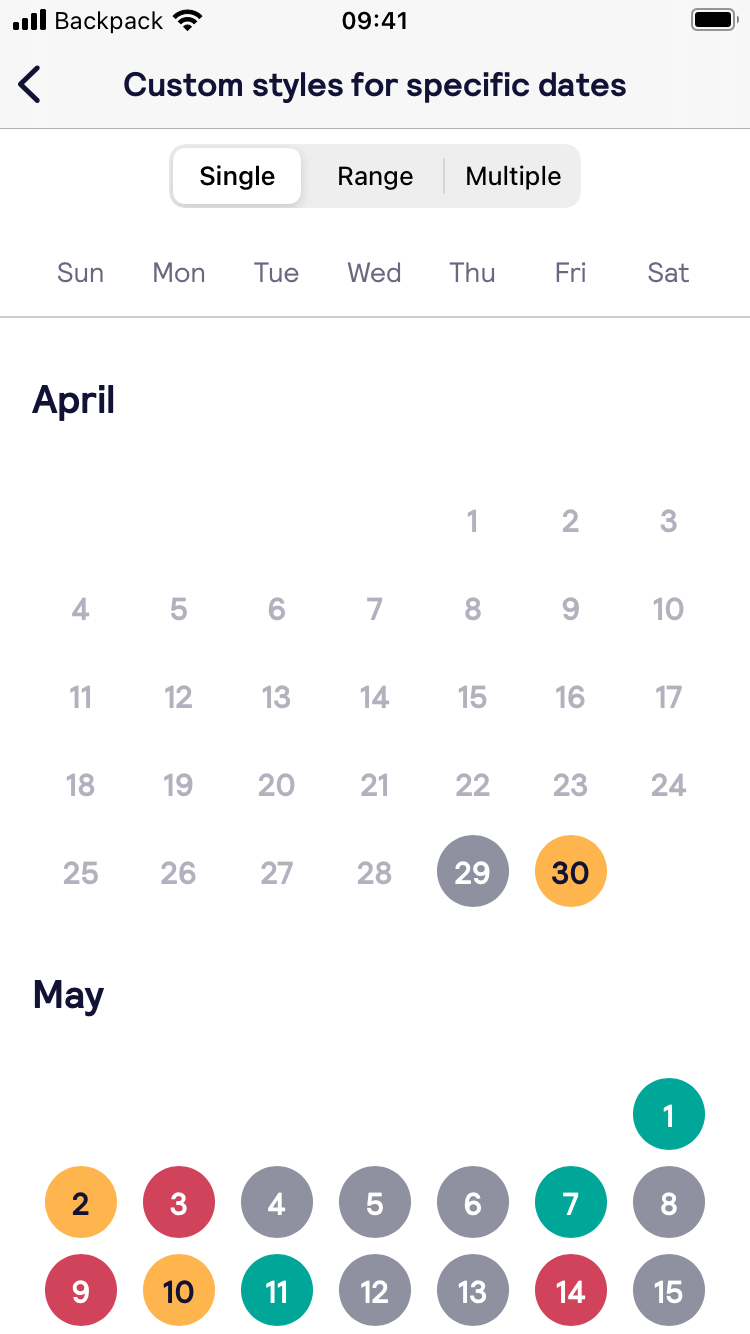 Backpack 09:41
Custom styles for specific dates
Single Range Multiple
Sun Mon Tue Wed Thu Fri Sat
April
1 2 3
4 5 6 7 8 9 10
11 12 13 14 15 16 17
18 19 20 21 22 23 24
25 26 27 28 29 30
May
1
2 3 4 5 6 7 8
9 10 11 12 13 14 15